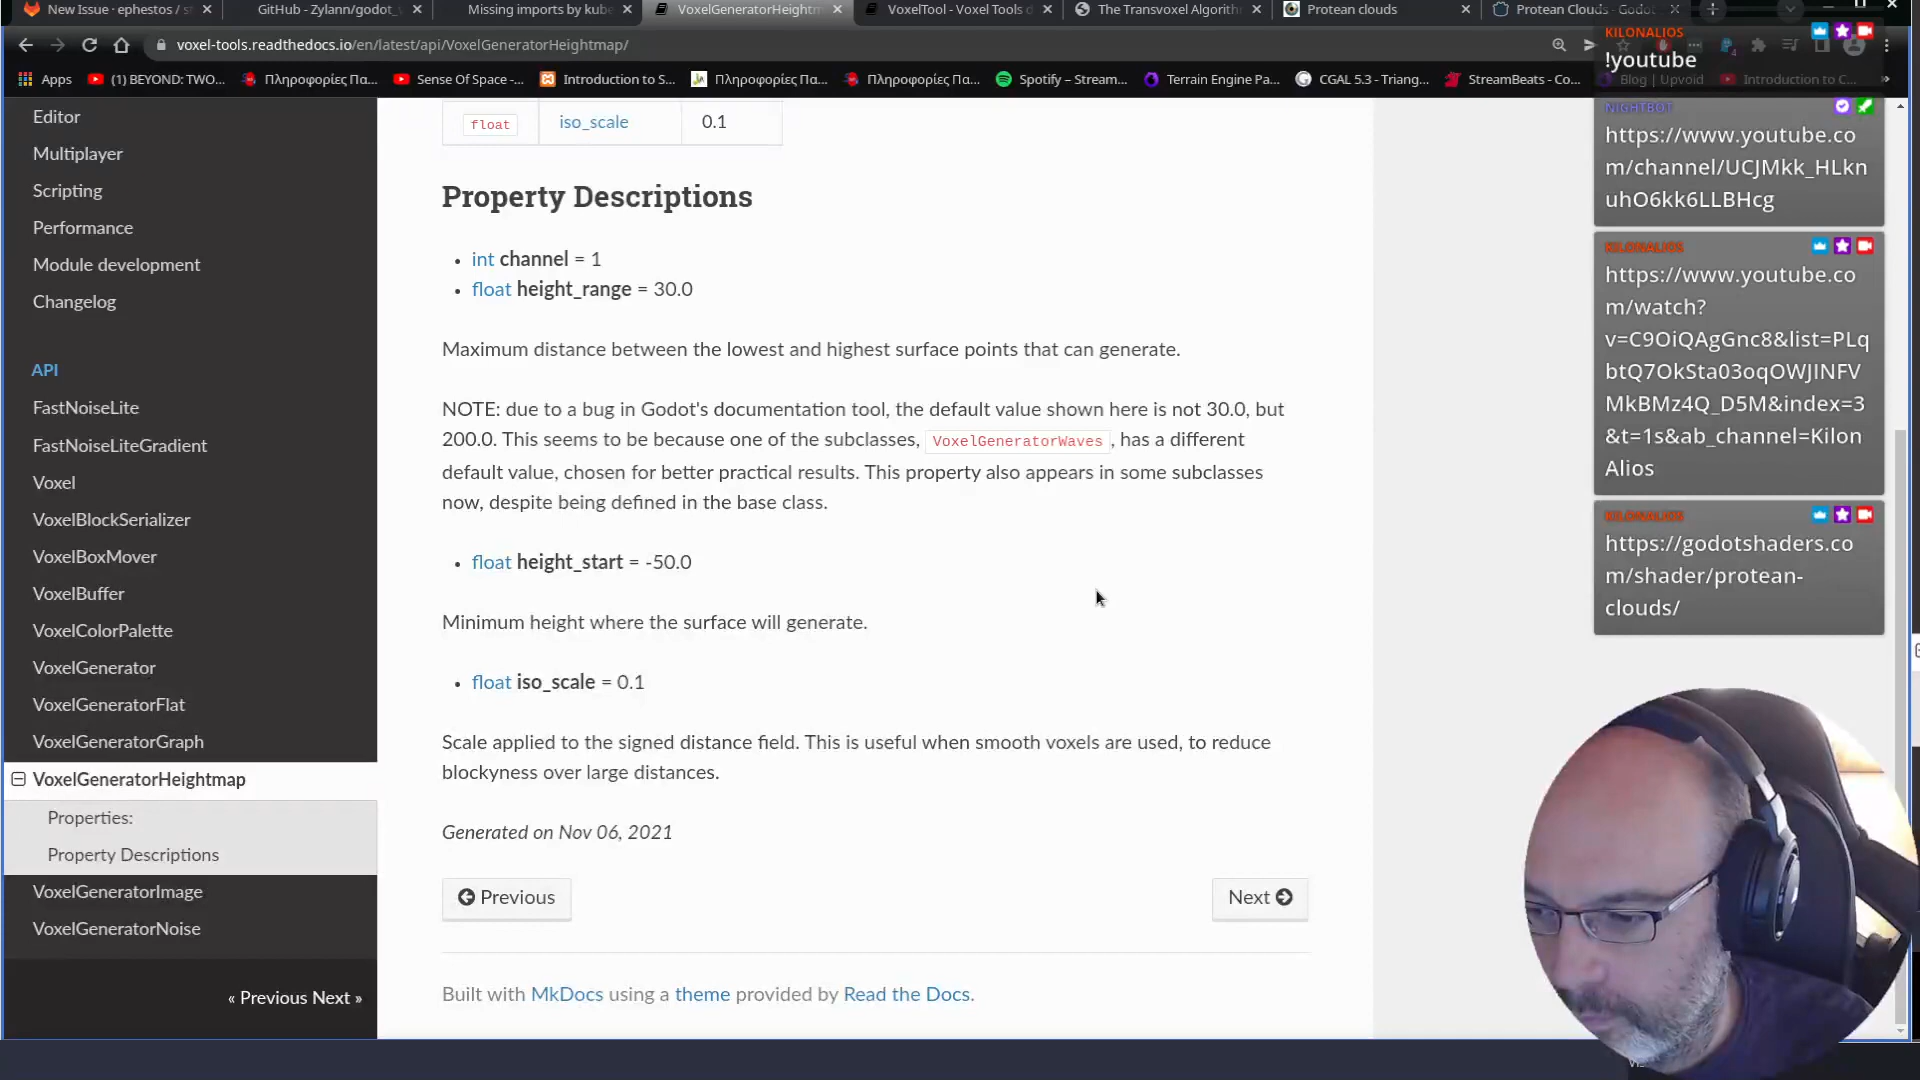 New Issue · ephestos / s
GitHub - Zylann/godot_
Missing imports by kube
VoxelGeneratorHeightm
VoxelTool - Voxel Tools d
The Transvoxel Algorith
Protean clouds
Protean Clouds - Godot
voxel-tools.readthedocs.io/en/latest/api/VoxelGeneratorHeightmap/
Apps
(1) BEYOND: TWO...
Πληροφορίες Πα...
Sense Of Space -...
Introduction to S...
Πληροφορίες Πα...
Πληροφορίες Πα...
Spotify – Stream...
Terrain Engine Pa...
CGAL 5.3 - Triang...
StreamBeats - Co...
Blog | Upvoid
Introduction to C...
Editor
Multiplayer
Scripting
Performance
Module development
Changelog
API
FastNoiseLite
FastNoiseLiteGradient
Voxel
VoxelBlockSerializer
VoxelBoxMover
VoxelBuffer
VoxelColorPalette
VoxelGenerator
VoxelGeneratorFlat
VoxelGeneratorGraph
VoxelGeneratorHeightmap
Properties:
Property Descriptions
VoxelGeneratorImage
VoxelGeneratorNoise
« Previous Next »
float iso_scale 0.1
Property Descriptions
• int channel = 1
• float height_range = 30.0
Maximum distance between the lowest and highest surface points that can generate.
NOTE: due to a bug in Godot's documentation tool, the default value shown here is not 30.0, but
200.0. This seems to be because one of the subclasses, VoxelGeneratorWaves , has a different
default value, chosen for better practical results. This property also appears in some subclasses
now, despite being defined in the base class.
• float height_start = -50.0
Minimum height where the surface will generate.
• float iso_scale = 0.1
Scale applied to the signed distance field. This is useful when smooth voxels are used, to reduce
blockyness over large distances.
Generated on Nov 06, 2021
Previous
Next
Built with MkDocs using a theme provided by Read the Docs.
KILONALIOS
!youtube
NIGHTBOT
https://www.youtube.co
m/channel/UCJMkk_HLkn
uhO6kk6LLBHcg
KILONALIOS
https://www.youtube.co
m/watch?
v=C9OiQAgGnc8&list=PLq
btQ7OkSta03oqOWJINFV
MkBMz4Q_D5M&index=3
&t=1s&ab_channel=Kilon
Alios
KILONALIOS
https://godotshaders.co
m/shader/protean-
clouds/